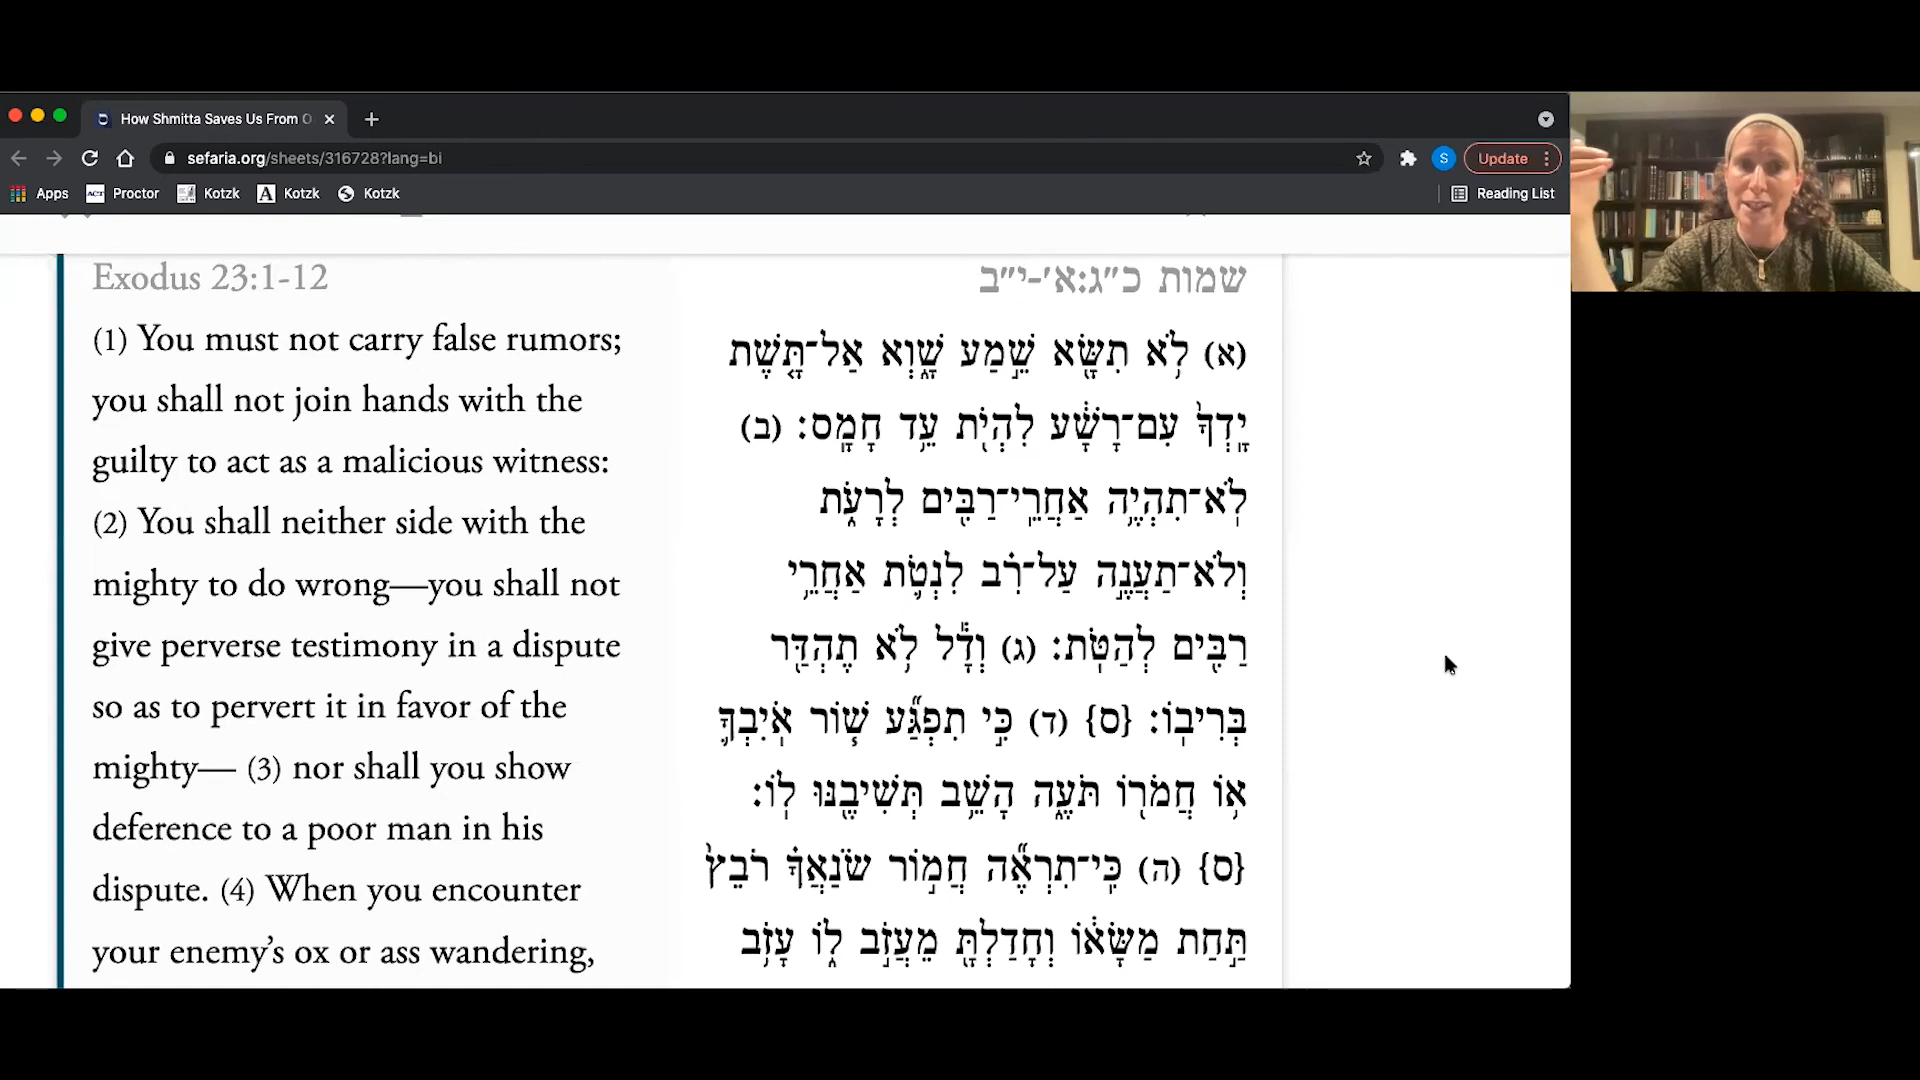 How Shmitta Saves Us From O
sefaria.org/sheets/316728?lang=bi
S
Update
Apps
ACT
Proctor
Kotzk
A
Kotzk
Kotzk
Reading List
Exodus 23:1-12
(1) You must not carry false rumors;
you shall not join hands with the
guilty to act as a malicious witness:
(2) You shall neither side with the
mighty to do wrong—you shall not
give perverse testimony in a dispute
so as to pervert it in favor of the
mighty— (3) nor shall you show
deference to a poor man in his
dispute. (4) When you encounter
your enemy’s ox or ass wandering,
שמות כ״ג:א׳-י״ב
(א) לֹ֥א תִשָּׂ֖א שֵׁ֣מַע שָׁ֑וְא אַל־תָּ֤שֶׁת
יָֽדְךָ֙ עִם־רָשָׁ֔ע לִהְיֹ֖ת עֵ֥ד חָמָֽס׃ (ב)
לֹֽא־תִהְיֶ֥ה אַחֲרֵֽי־רַבִּ֖ים לְרָעֹ֑ת
וְלֹא־תַעֲנֶ֣ה עַל־רִ֗ב לִנְטֹ֛ת אַחֲרֵ֥י
רַבִּ֖ים לְהַטֹּֽת׃ (ג) וְדָ֕ל לֹ֥א תֶהְדַּ֖ר
בְּרִיבֽוֹ׃ {ס} (ד) כִּ֣י תִפְגַּ֞ע שׁ֧וֹר אֹֽיִבְךָ֛
א֥וֹ חֲמֹר֖וֹ תֹּעֶ֑ה הָשֵׁ֥ב תְּשִׁיבֶ֖נּוּ לֽוֹ׃
{ס} (ה) כִּֽי־תִרְאֶ֞ה חֲמ֣וֹר שֹׂנַאֲךָ֗ רֹבֵץ֙
תַּ֣חַת מַשָּׂא֔וֹ וְחָדַלְתָּ֖ מֵעֲזֹ֣ב ל֑וֹ עָזֹ֥ב